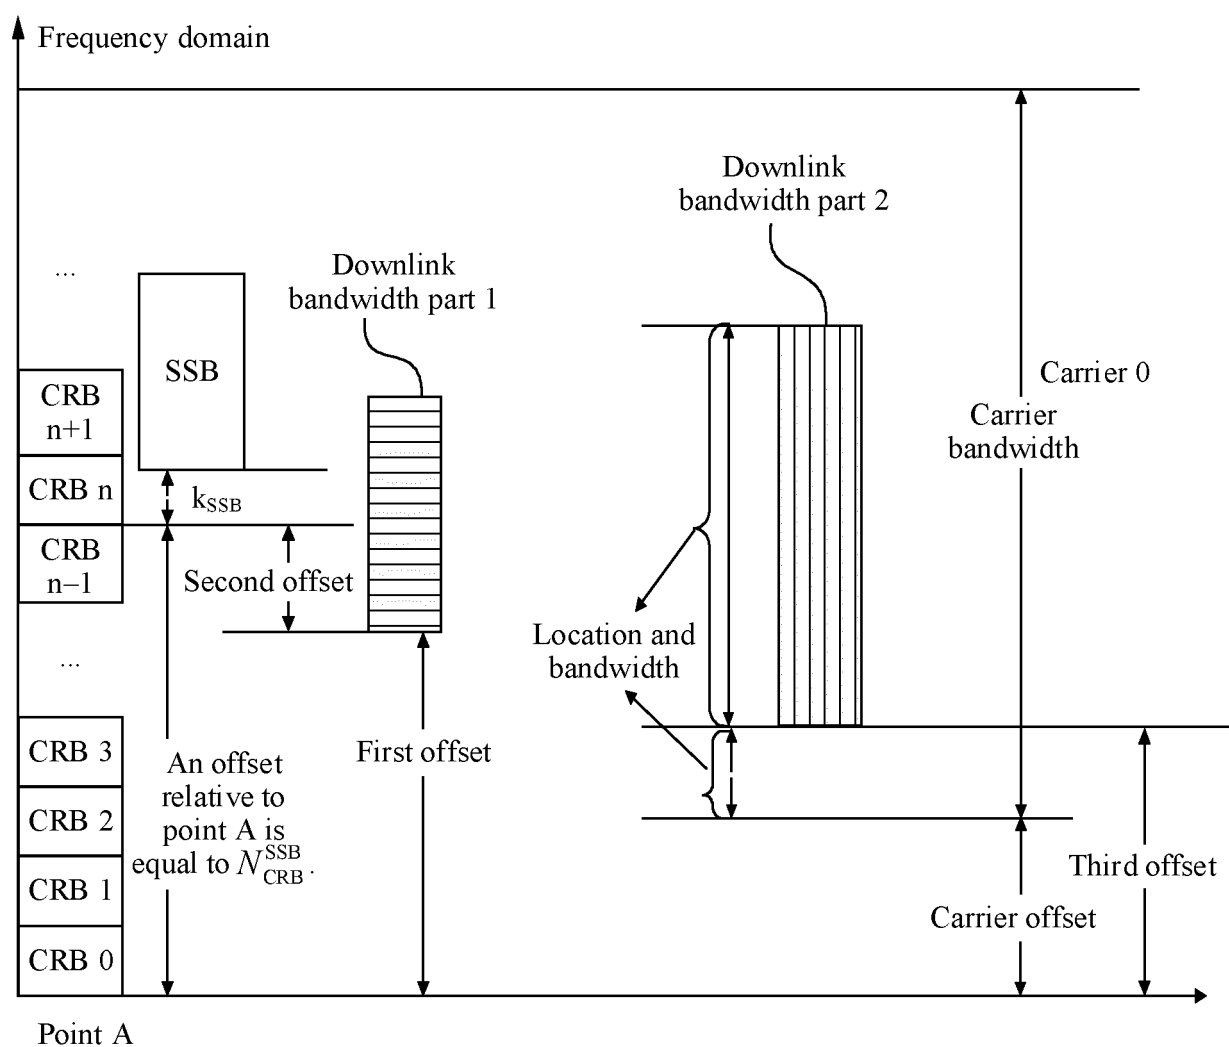 Frequency domain
Downlink
bandwidth part 2
Downlink
bandwidth part 1
...
SSB
Carrier 0
CRB
n+1
Carrier
bandwidth
CRB n
kSSB
CRB
n–1
Second offset
Location and
bandwidth
...
CRB 3
First offset
An offset
relative to
point A is
equal to N SSB CRB.
CRB 2
Third offset
CRB 1
Carrier offset
CRB 0
Point A